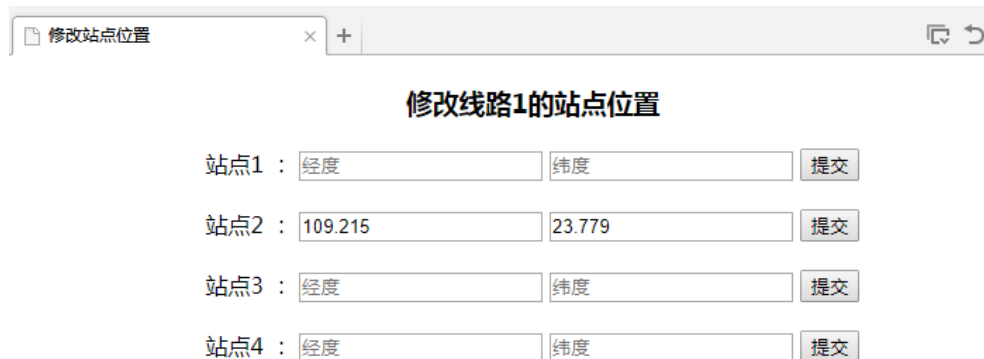 修改站点位置
修改线路1的站点位置
站点1 : 经度 纬度 提交
站点2 : 109.215 23.779 提交
站点3 : 经度 纬度 提交
站点4 : 经度 纬度 提交